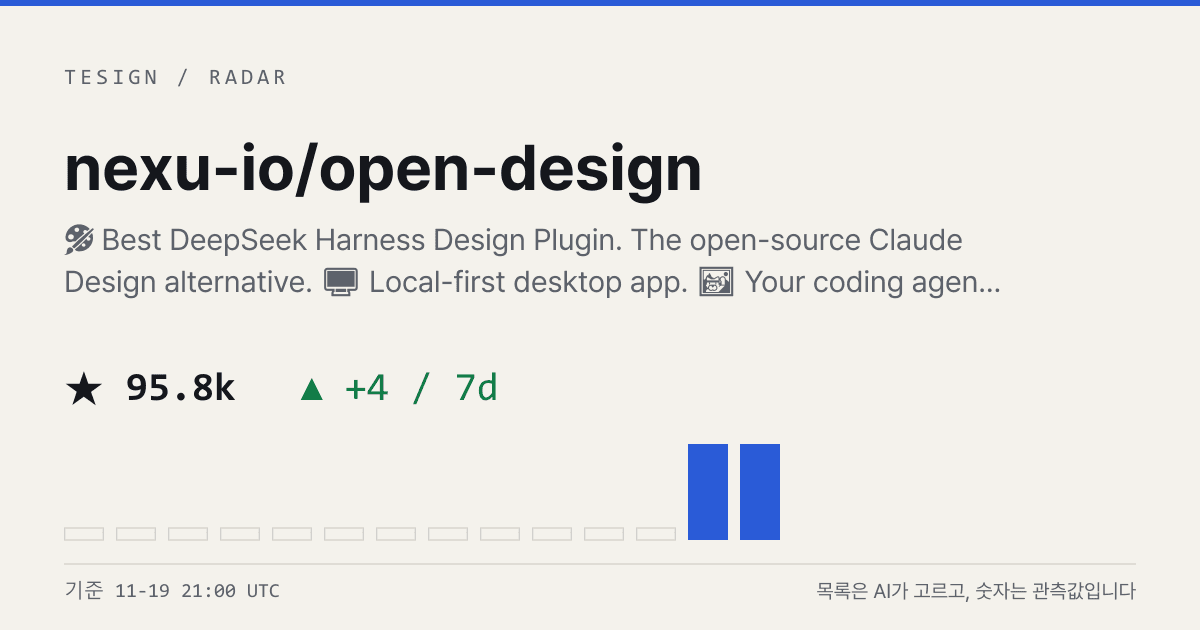 TESIGN / RADAR
nexu-io/open-design
🎨 Best DeepSeek Harness Design Plugin. The open-source Claude
Design alternative. 🖥️ Local-first desktop app. 🖼️ Your coding agen...
★ 95.8k ▲ +4 / 7d
기준 11-19 21:00 UTC
목록은 AI가 고르고, 숫자는 관측값입니다